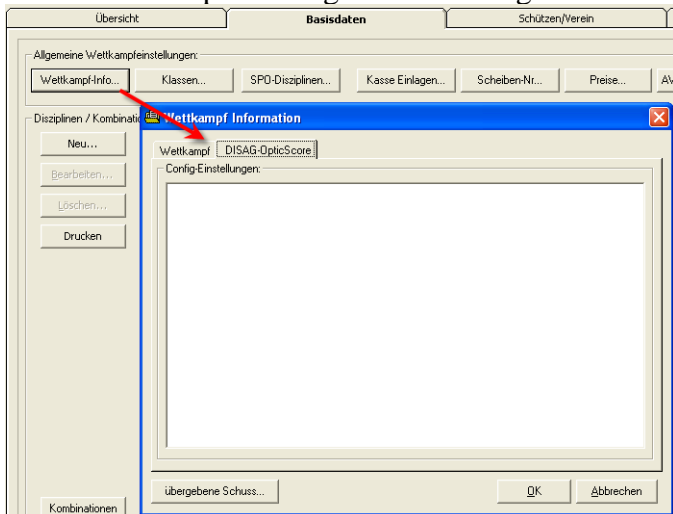 Übersicht
Basisdaten
Schützen/Verein
Allgemeine Wettkampfeinstellungen:
Wettkampf-Info...
Klassen...
SPO-Disziplinen...
Kasse Einlagen...
Scheiben-Nr...
Preise...
Disziplinen / Kombinatio
Wettkampf Information
Neu...
Wettkampf
DISAG-OpticScore
Bearbeiten...
Config-Einstellungen:
Löschen...
Drucken
übergebene Schuss...
OK
Abbrechen
Kombinationen